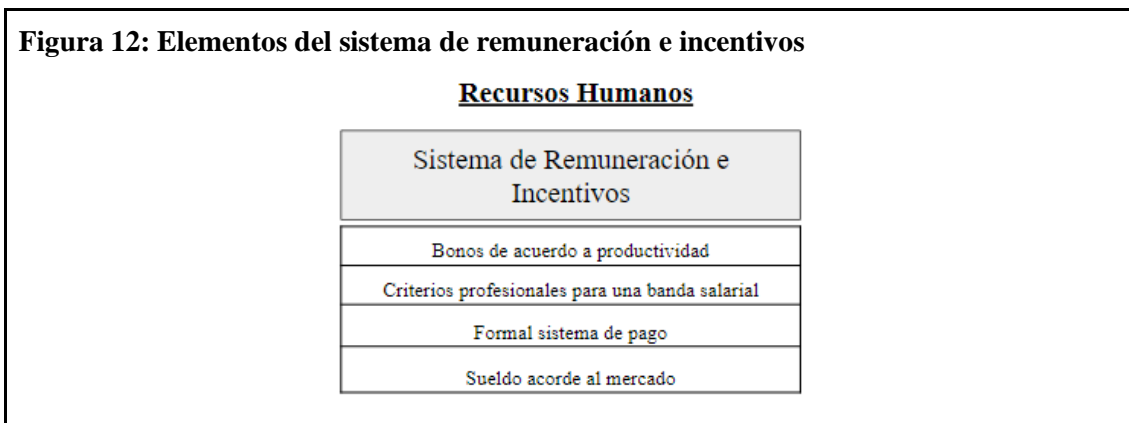 Figura 12: Elementos del sistema de remuneración e incentivos
Recursos Humanos
Sistema de Remuneración e
Incentivos
Bonos de acuerdo a productividad
Criterios profesionales para una banda salarial
Formal sistema de pago
Sueldo acorde al mercado